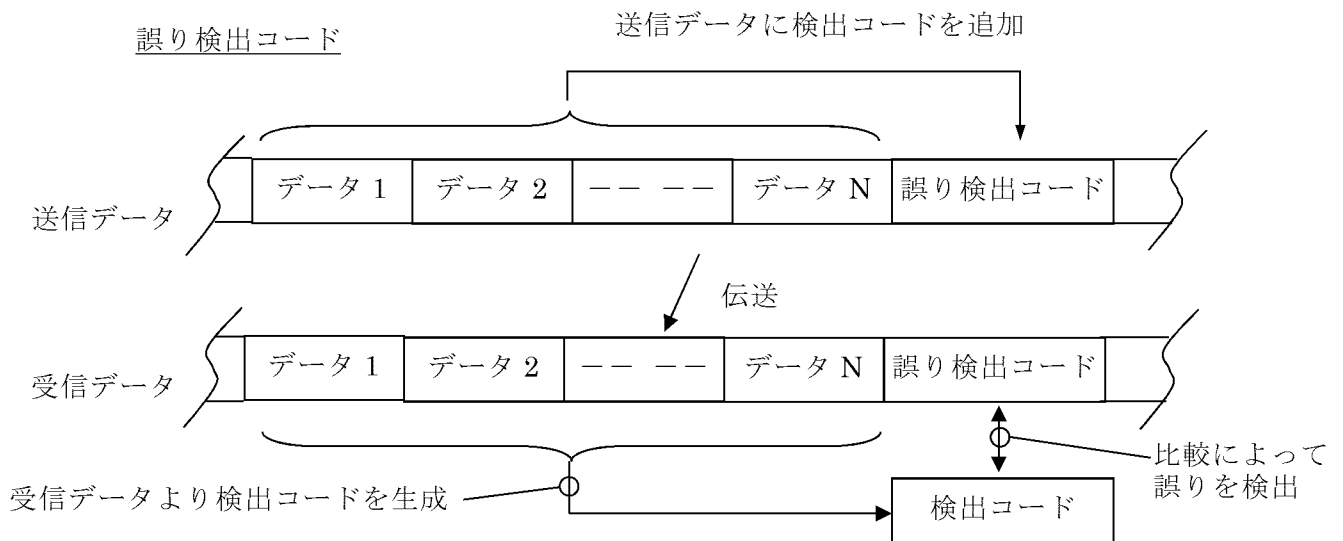 送信データに検出コードを追加
誤り検出コード
データ 1 データ 2 −− −− データ N 誤り検出コード
送信データ
伝送
データ 1 データ 2 −− −− データ N 誤り検出コード
受信データ
比較によって
誤りを検出
受信データより検出コードを生成
検出コード